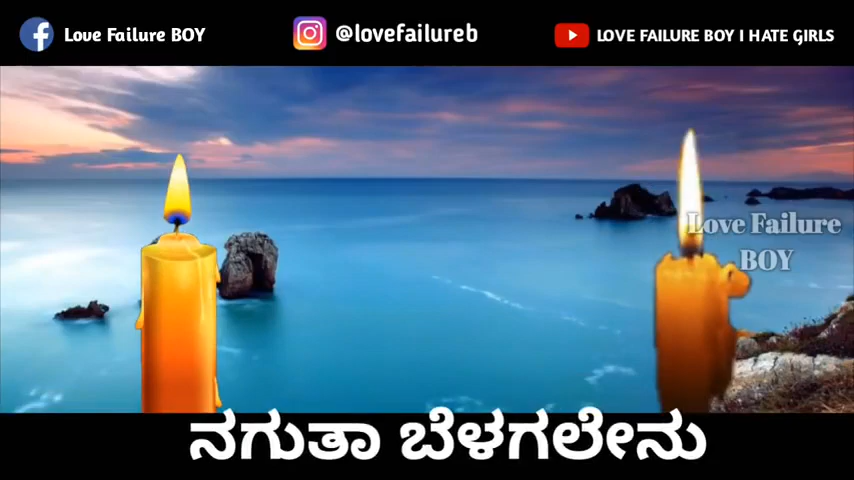 Love Failure BOY
@lovefailureb
LOVE FAILURE BOY I HATE GIRLS
Love Failure
BOY
ನಗುತಾ ಬೆಳಗಲೇನು